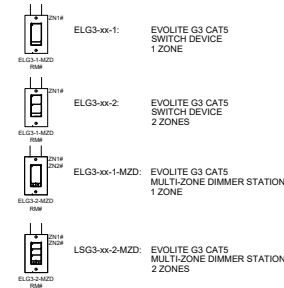 ZN1#
ELG3-1-MZD
RM#
ELG3-xx-1: EVOLITE G3 CAT5
SWITCH DEVICE
1 ZONE
ZN1#
ELG3-1-MZD
RM#
ELG3-xx-2: EVOLITE G3 CAT5
SWITCH DEVICE
2 ZONES
ZN1#
ZN2#
ELG3-2-MZD
RM#
ELG3-xx-1-MZD: EVOLITE G3 CAT5
MULTI-ZONE DIMMER STATION
1 ZONE
ZN1#
ZN2#
ELG3-2-MZD
RM#
LSG3-xx-2-MZD: EVOLITE G3 CAT5
MULTI-ZONE DIMMER STATION
2 ZONES